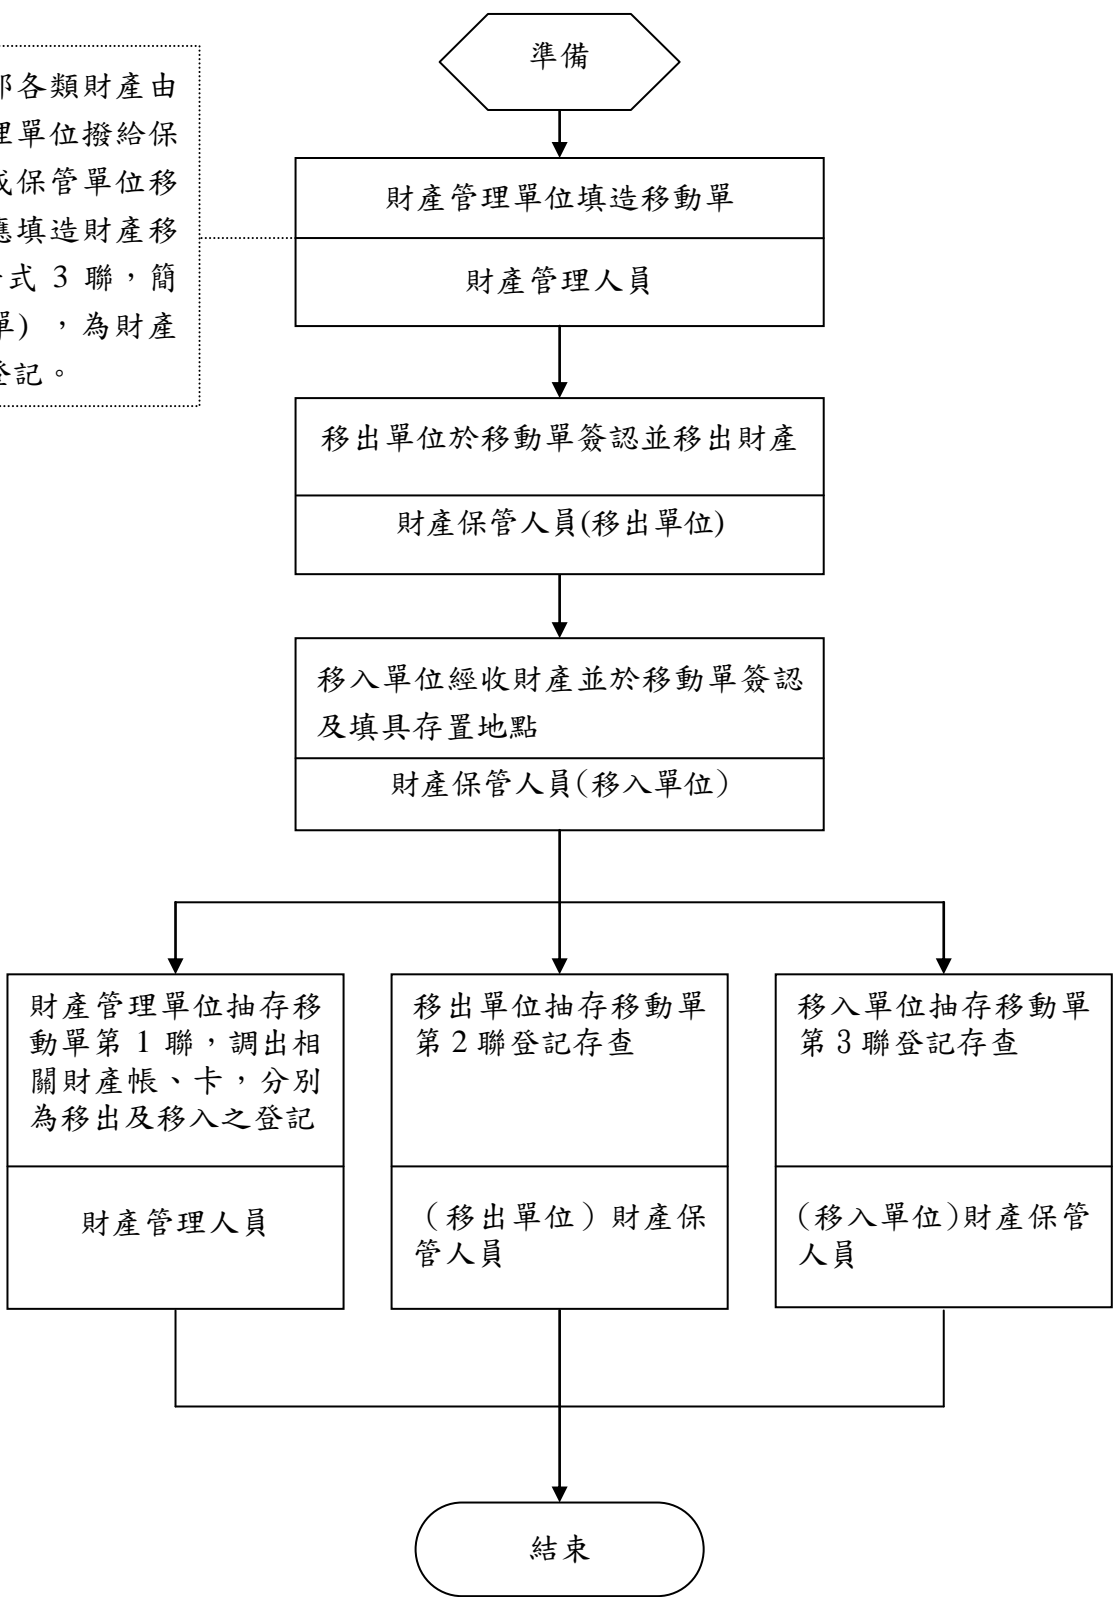 準備
部各類財產由
理單位撥給保
或保管單位移
應填造財產移
式 3 聯，簡
單），為財產
登記。
財產管理單位填造移動單
財產管理人員
移出單位於移動單簽認並移出財產
財產保管人員(移出單位)
移入單位經收財產並於移動單簽認
及填具存置地點
財產保管人員(移入單位)
財產管理單位抽存移
動單第 1 聯，調出相
關財產帳、卡，分別
為移出及移入之登記
財產管理人員
移出單位抽存移動單
第 2 聯登記存查
（移出單位）財產保
管人員
移入單位抽存移動單
第 3 聯登記存查
(移入單位)財產保管
人員
結束